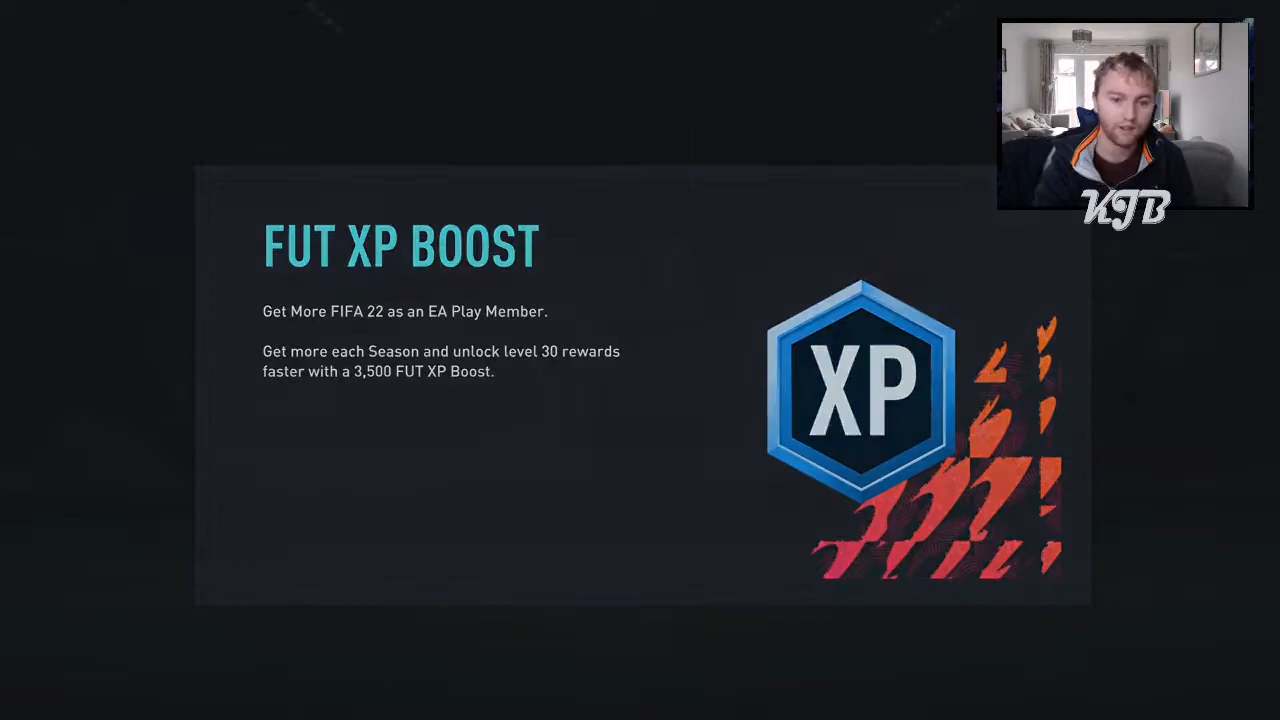 KJB
FUT XP BOOST
Get More FIFA 22 as an EA Play Member.
Get more each Season and unlock level 30 rewards
faster with a 3,500 FUT XP Boost.
XP